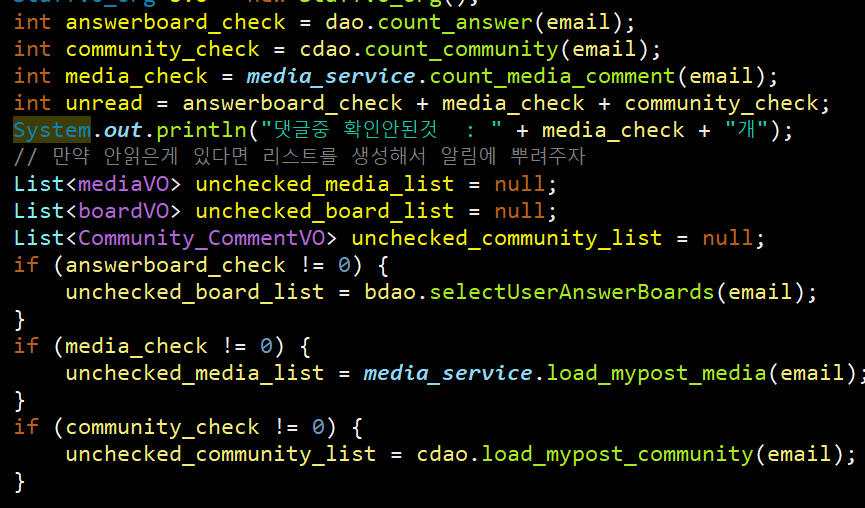 int answerboard_check = dao.count_answer(email);
int community_check = cdao.count_community(email);
int media_check = media_service.count_media_comment(email);
int unread = answerboard_check + media_check + community_check;
System.out.println("댓글중 확인안된것  : " + media_check + "개");
// 만약 안읽은게 있다면 리스트를 생성해서 알림에 뿌려주자
List<mediaVO> unchecked_media_list = null;
List<boardVO> unchecked_board_list = null;
List<Community_CommentVO> unchecked_community_list = null;
if (answerboard_check != 0) {
    unchecked_board_list = bdao.selectUserAnswerBoards(email);
}
if (media_check != 0) {
    unchecked_media_list = media_service.load_mypost_media(email);
}
if (community_check != 0) {
    unchecked_community_list = cdao.load_mypost_community(email);
}